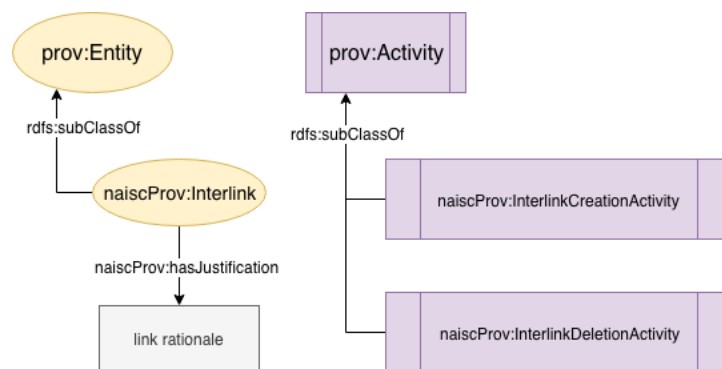 prov:Entity
prov:Activity
rdfs:subClassOf
rdfs:subClassOf
naiscProv:Interlink
naiscProv:InterlinkCreationActivity
naiscProv:hasJustification
link rationale
naiscProv:InterlinkDeletionActivity